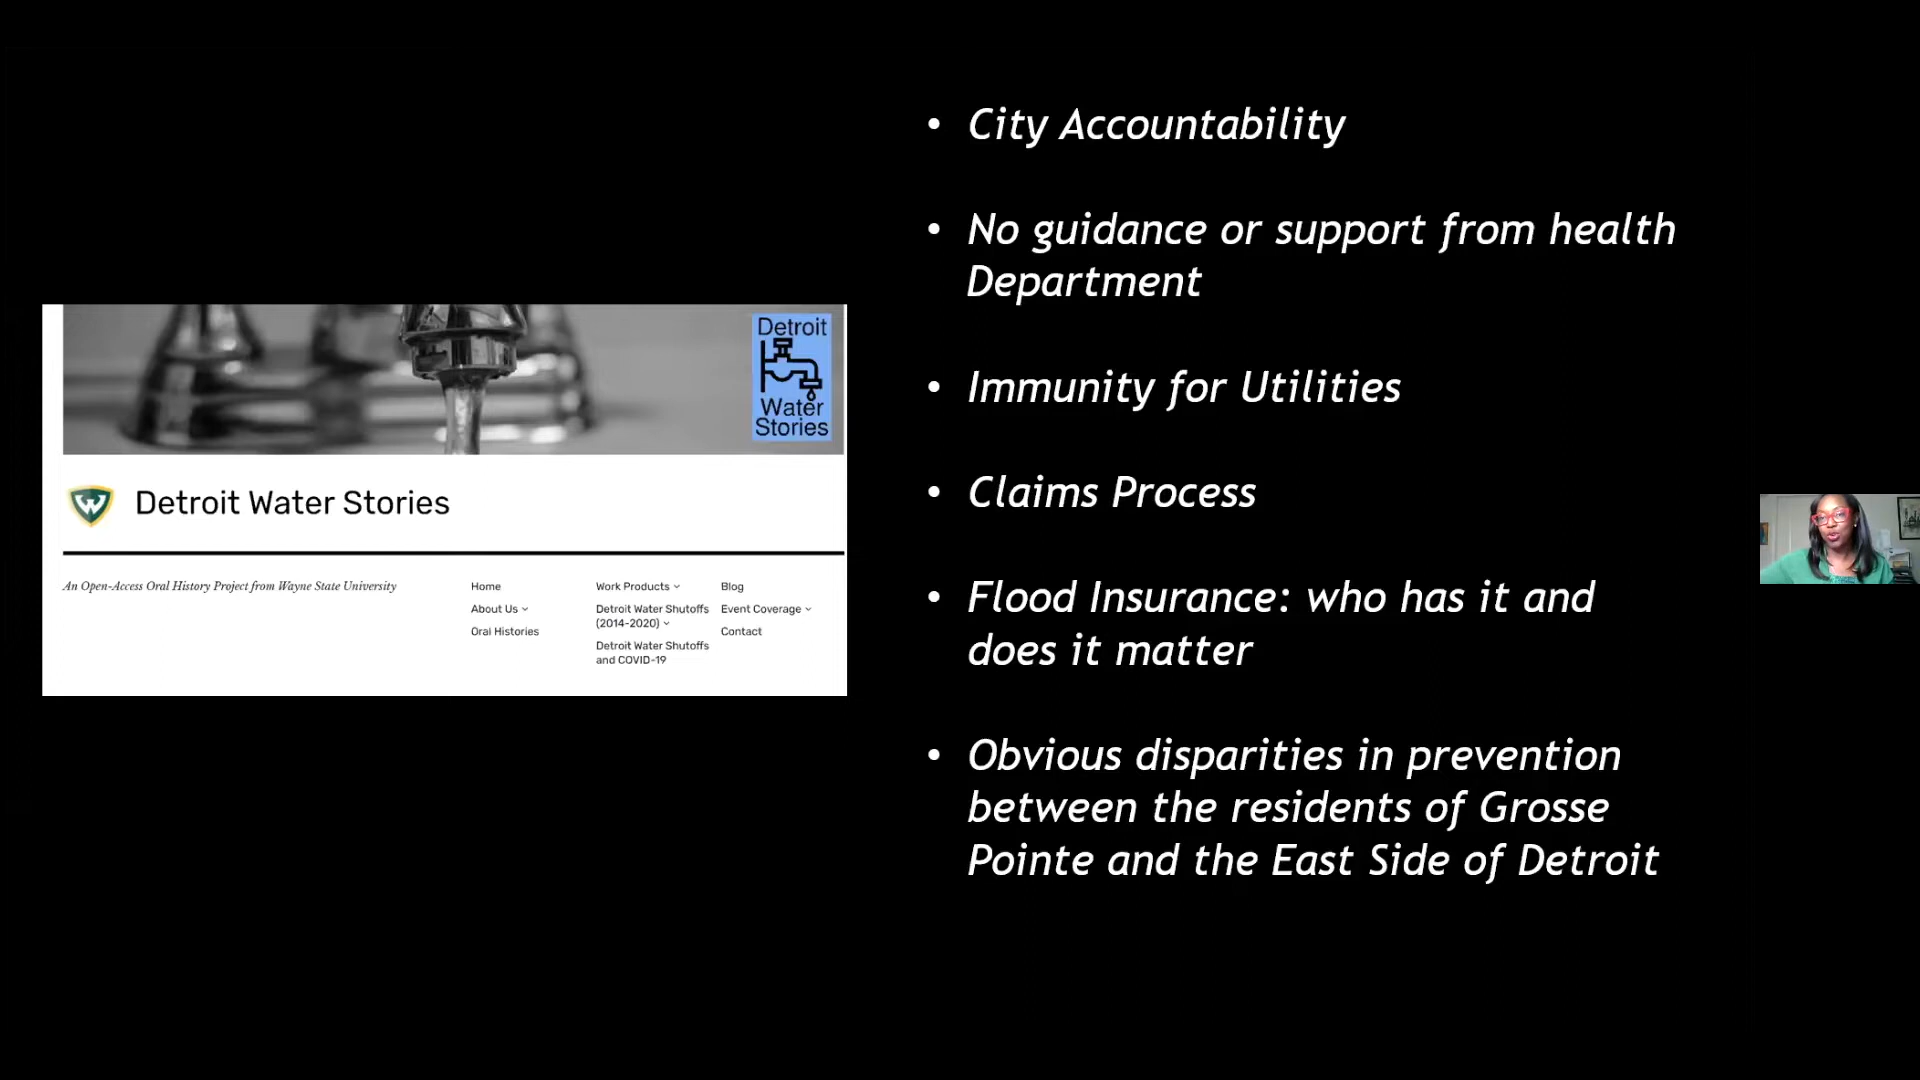 Detroit
Water
Stories
Detroit Water Stories
An Open-Access Oral History Project from Wayne State University
Home
About Us
Oral Histories
Work Products
Detroit Water Shutoffs
(2014-2020)
Detroit Water Shutoffs
and COVID-19
Blog
Event Coverage
Contact
• City Accountability
• No guidance or support from health
Department
• Immunity for Utilities
• Claims Process
• Flood Insurance: who has it and
does it matter
• Obvious disparities in prevention
between the residents of Grosse
Pointe and the East Side of Detroit